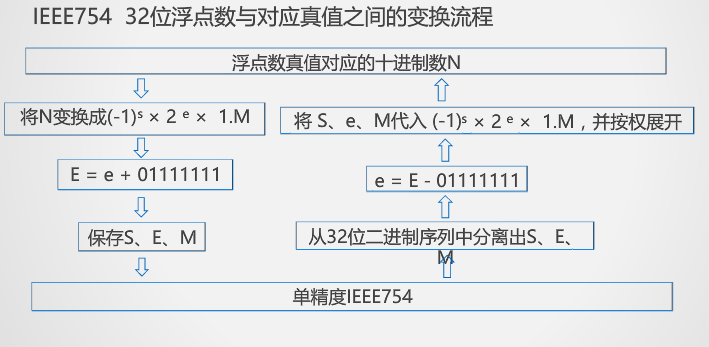 IEEE754 32位浮点数与对应真值之间的变换流程
浮点数真值对应的十进制数N
将N变换成(-1)ˢ × 2 ᵉ × 1.M
E = e + 01111111
保存S、E、M
将 S、e、M代入 (-1)ˢ × 2 ᵉ × 1.M，并按权展开
e = E - 01111111
从32位二进制序列中分离出S、E、
M
单精度IEEE754